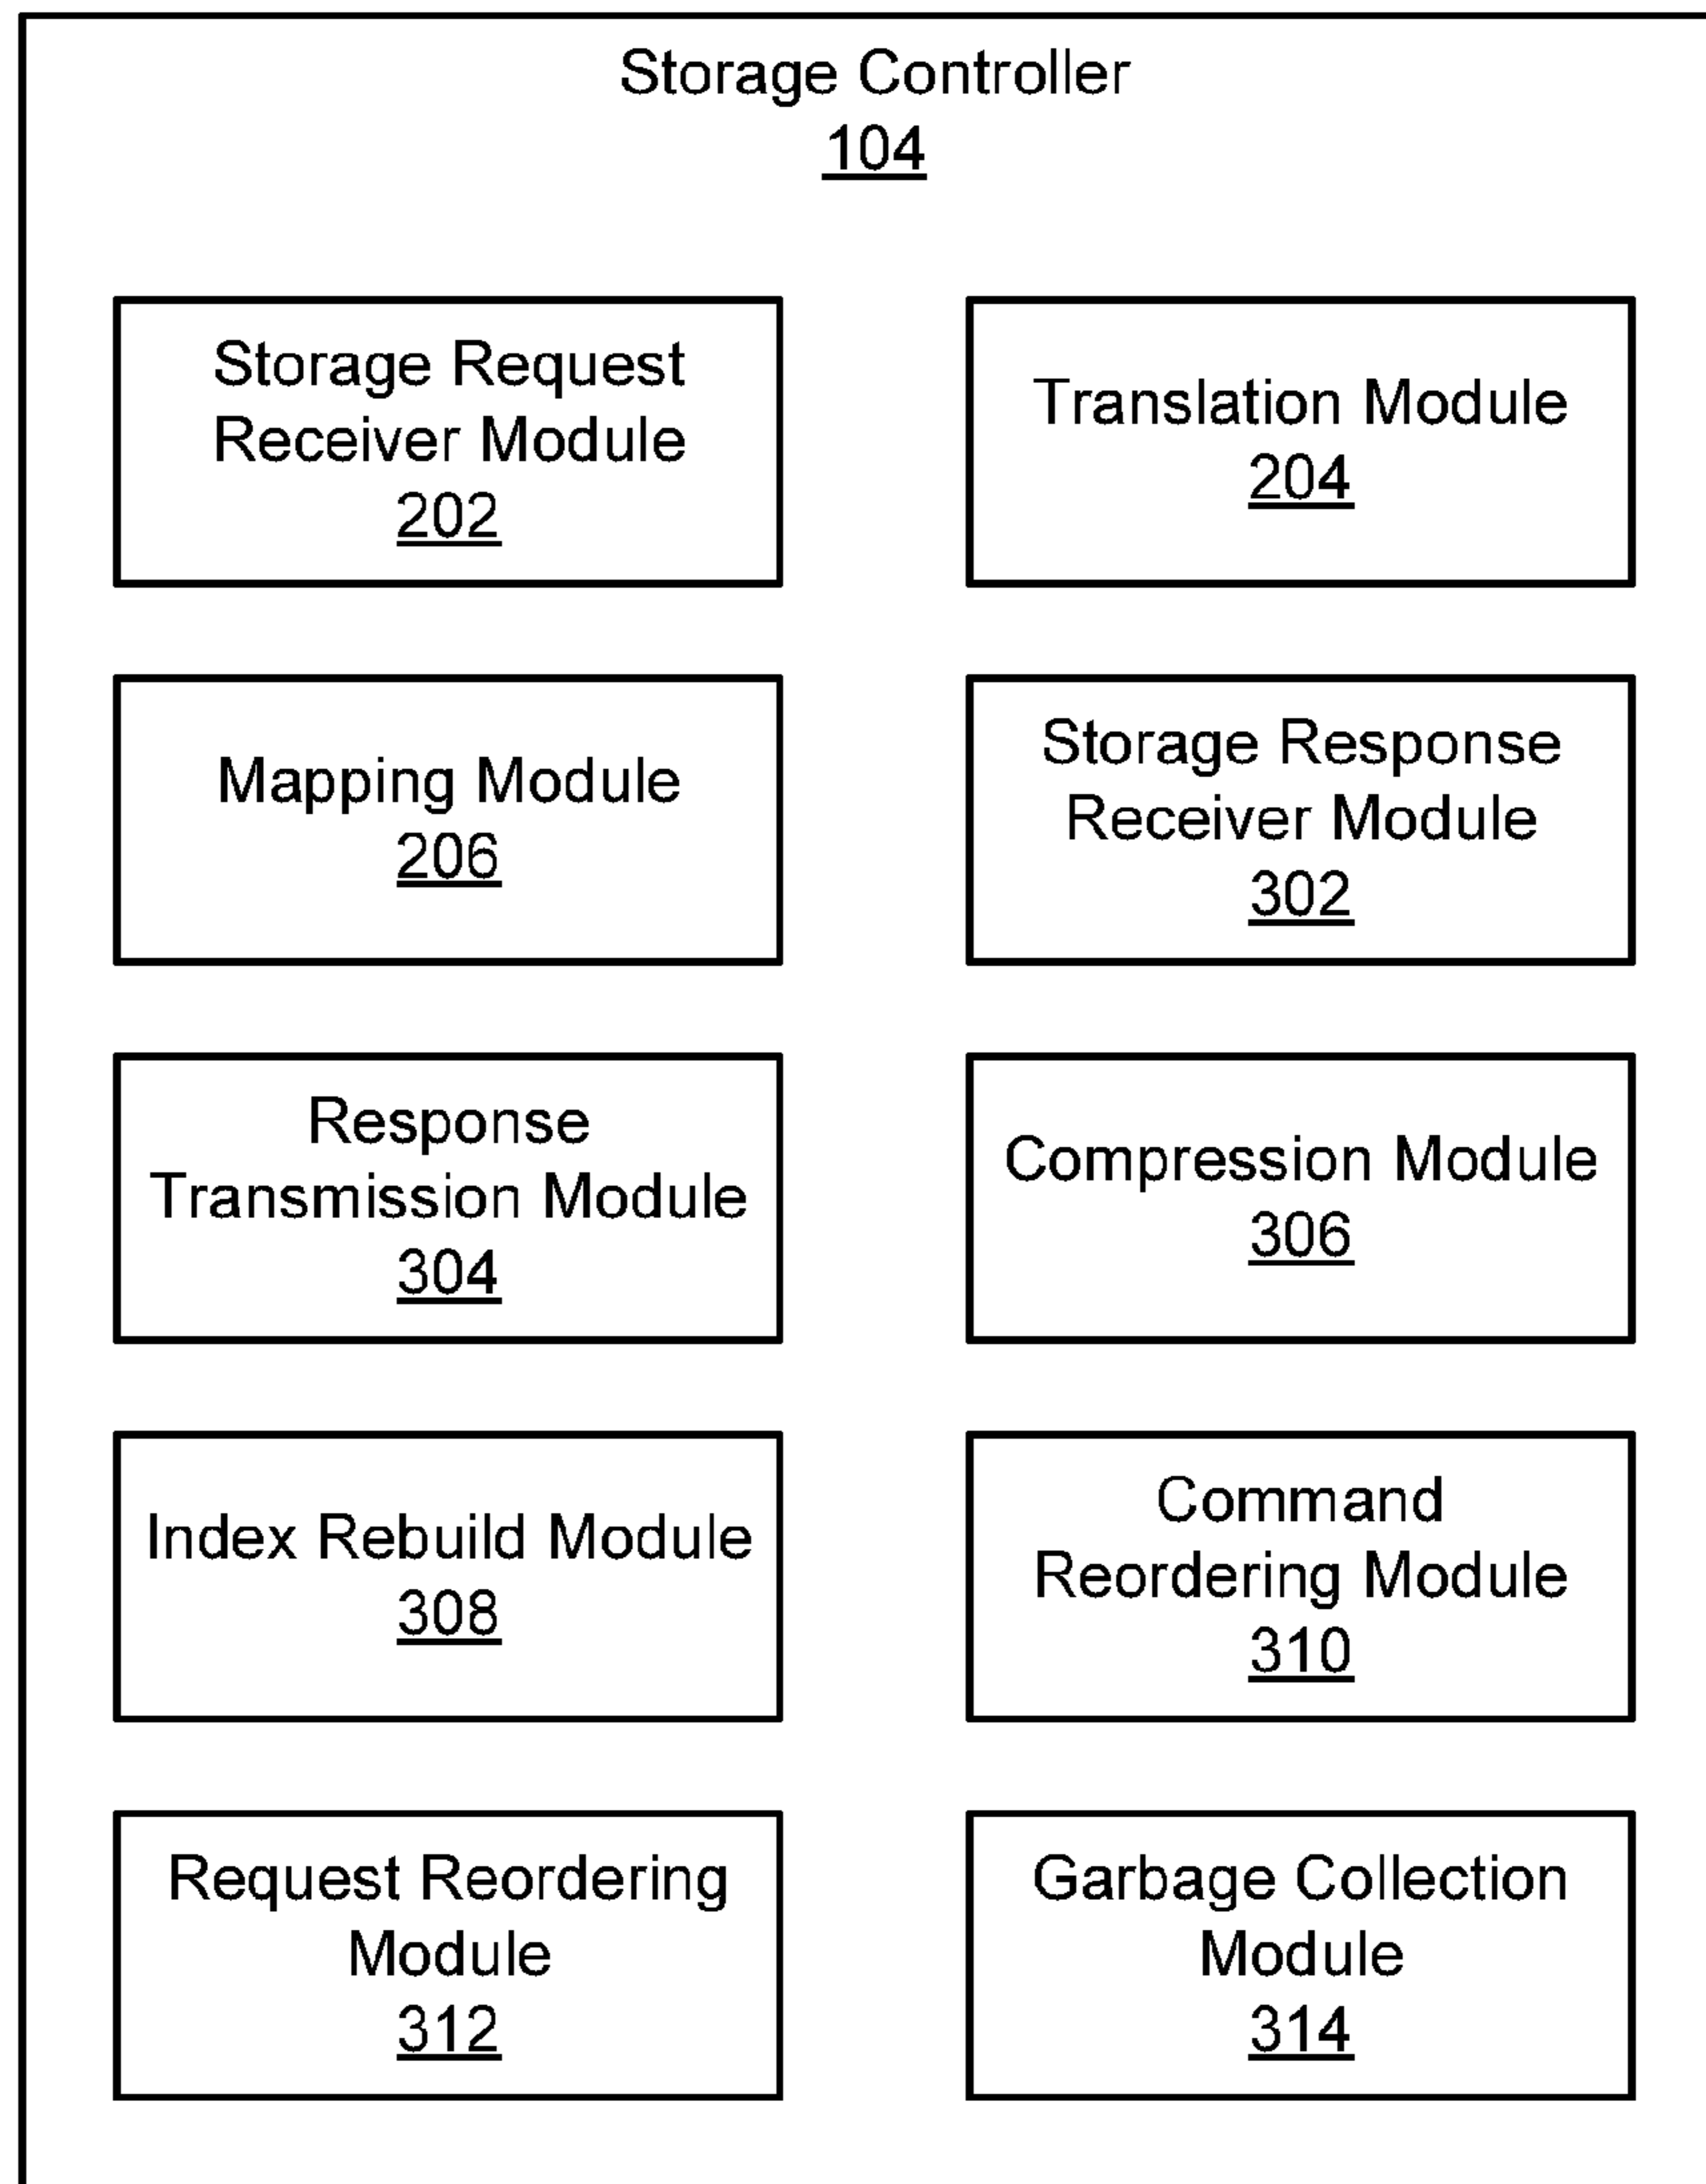 Storage Controller
104
Storage Request
Receiver Module
202
Translation Module
204
Mapping Module
206
Storage Response
Receiver Module
302
Response
Transmission Module
304
Compression Module
306
Index Rebuild Module
308
Command
Reordering Module
310
Request Reordering
Module
312
Garbage Collection
Module
314